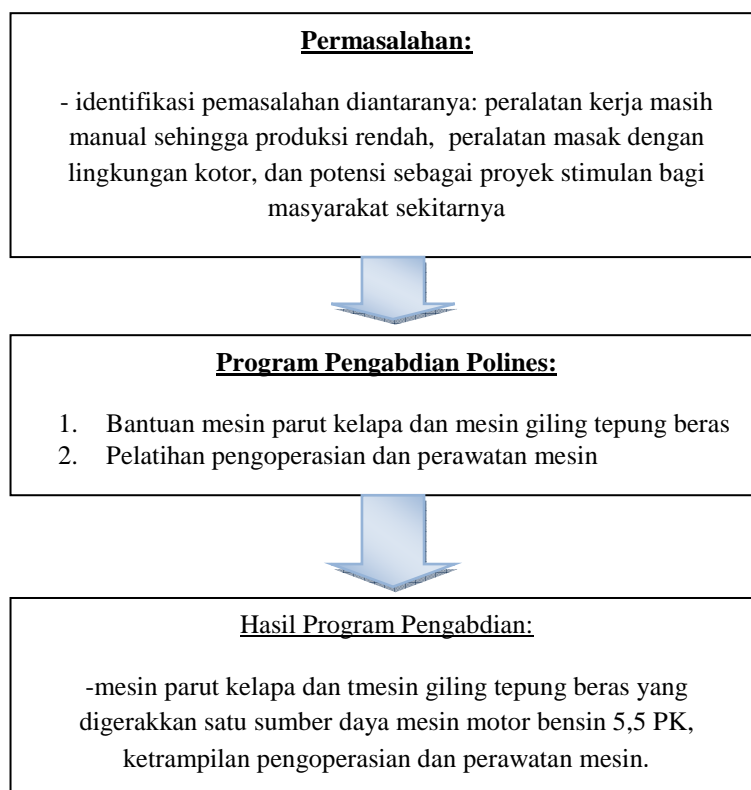 Permasalahan:
- identifikasi pemasalahan diantaranya: peralatan kerja masih
manual sehingga produksi rendah, peralatan masak dengan
lingkungan kotor, dan potensi sebagai proyek stimulan bagi
masyarakat sekitarnya
Program Pengabdian Polines:
1. Bantuan mesin parut kelapa dan mesin giling tepung beras
2. Pelatihan pengoperasian dan perawatan mesin
Hasil Program Pengabdian:
-mesin parut kelapa dan tmesin giling tepung beras yang
digerakkan satu sumber daya mesin motor bensin 5,5 PK,
ketrampilan pengoperasian dan perawatan mesin.